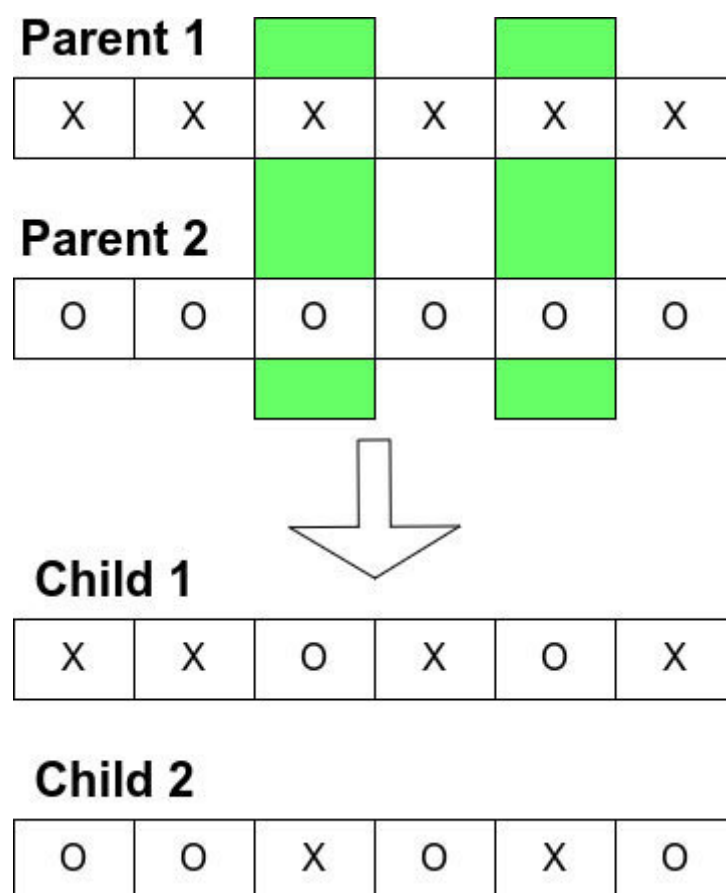 Parent 1
X X X X X X
Parent 2
O O O O O O
Child 1
X X O X O X
Child 2
O O X O X O